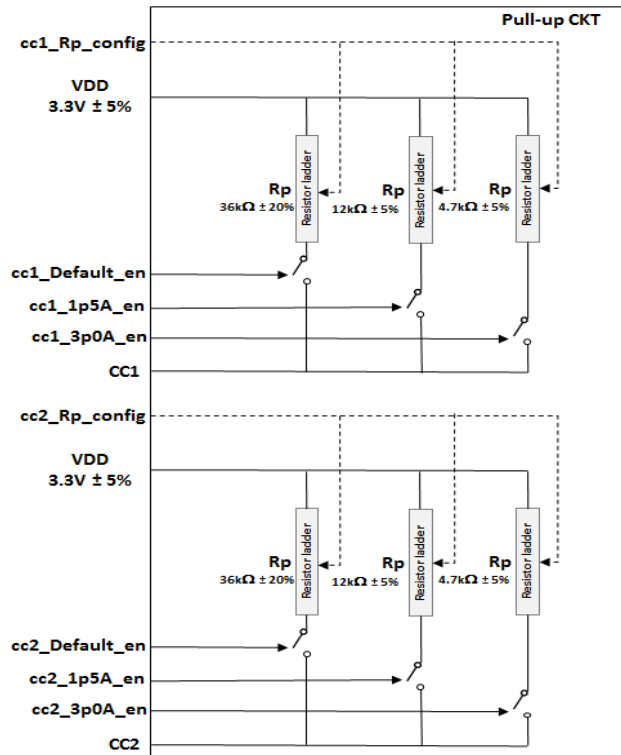 Pull-up CKT
cc1_Rp_config
VDD
3.3V ± 5%
Resistor ladder
Resistor ladder
Resistor ladder
Rp
36kΩ ± 20%
Rp
12kΩ ± 5%
Rp
4.7kΩ ± 5%
cc1_Default_en
cc1_1p5A_en
cc1_3p0A_en
CC1
cc2_Rp_config
VDD
3.3V ± 5%
Resistor ladder
Resistor ladder
Resistor ladder
Rp
36kΩ ± 20%
Rp
12kΩ ± 5%
Rp
4.7kΩ ± 5%
cc2_Default_en
cc2_1p5A_en
cc2_3p0A_en
CC2